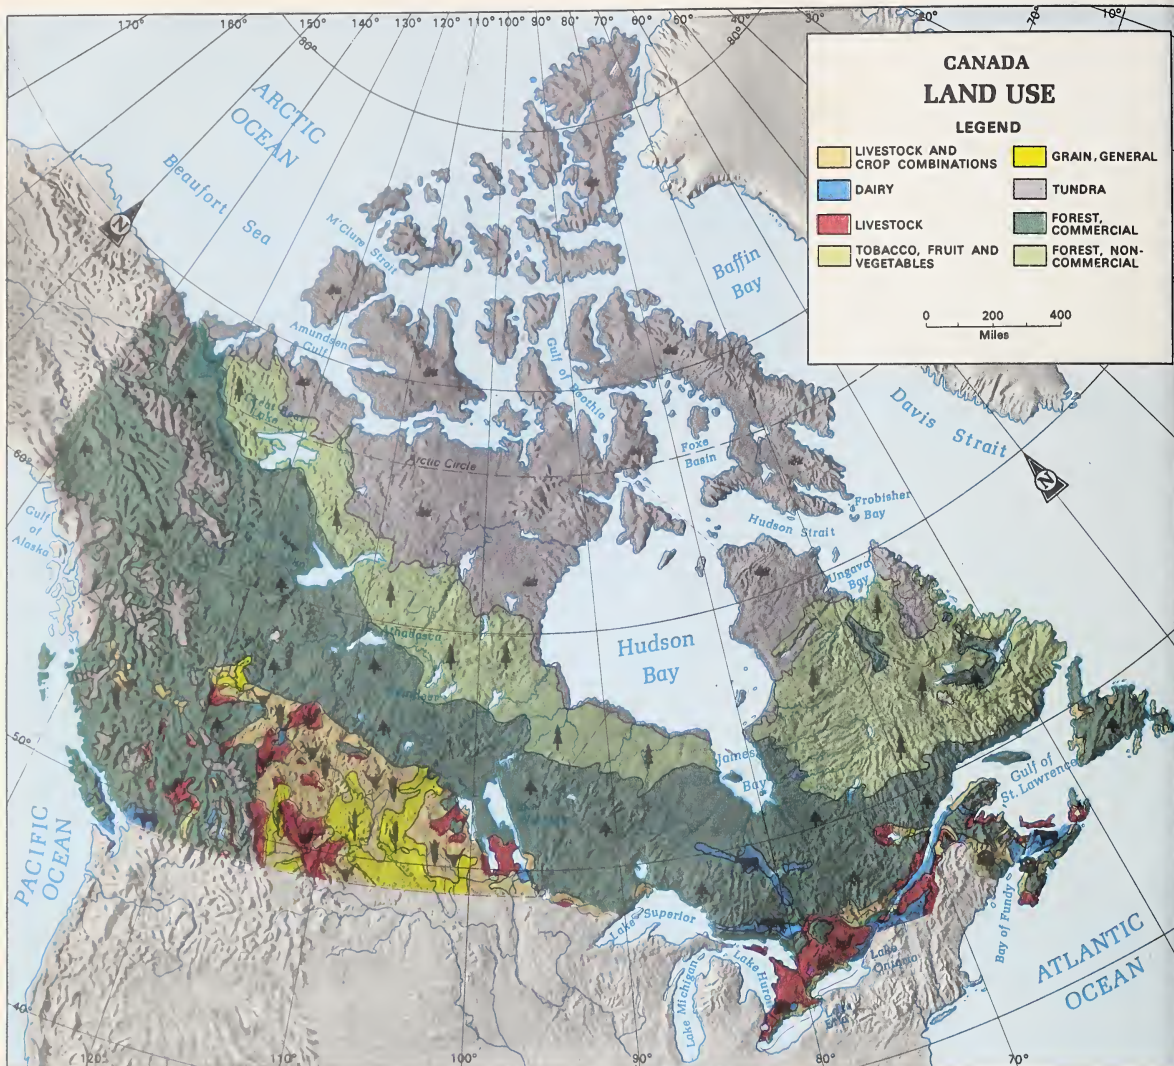 170°
160°
150°
140°
130°
120°
110°
100°
90°
80°
70°
60°
50°
40°
30°
20°
10°
80°
80°
70°
CANADA
LAND USE
LEGEND
LIVESTOCK AND
CROP COMBINATIONS
DAIRY
LIVESTOCK
TOBACCO, FRUIT AND
VEGETABLES
GRAIN, GENERAL
TUNDRA
FOREST,
COMMERCIAL
FOREST, NON-
COMMERCIAL
0 200 400
Miles
ARCTIC
OCEAN
Beaufort Sea
N
M'Clure Strait
Amundsen
Gulf
Gulf of Boothia
Baffin
Bay
Davis Strait
N
Arctic Circle
Foxe
Basin
Frobisher
Bay
Hudson Strait
Ungava
Bay
Lake
60°
Gulf
of
Alaska
Athabasca
Hudson
Bay
James
Bay
Gulf of
St. Lawrence
50°
PACIFIC
OCEAN
Bay of Fundy
Lake Superior
Lake Michigan
Lake Huron
Lake
Ontario
ATLANTIC
OCEAN
40°
120°
110°
100°
90°
80°
70°